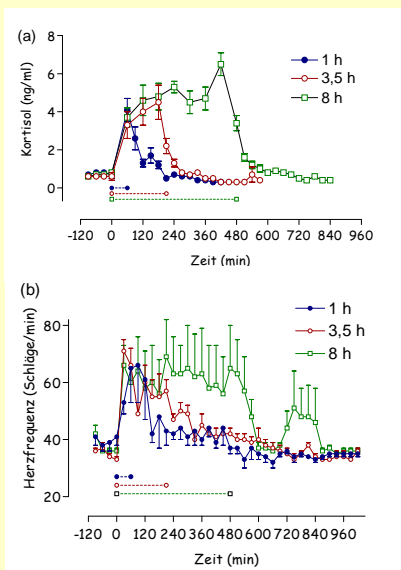 (a)
1 h
3,5 h
8 h
Kortisol (ng/ml)
8
6
4
2
0
-120 0 120 240 360 480 600 720 840 960
Zeit (min)
(b)
1 h
3,5 h
8 h
Herzfrequenz (Schläge/min)
80
60
40
20
-120 0 120 240 360 480 600 720 840 960
Zeit (min)